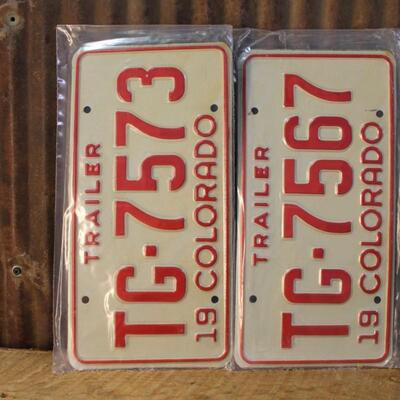 TRAILER
TG·7573
19 COLORADO
TRAILER
TG·7567
19 COLORADO